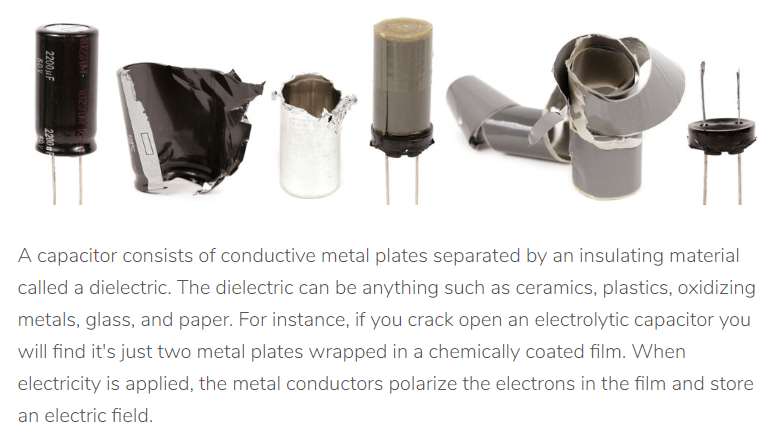 2200µF
2200
A capacitor consists of conductive metal plates separated by an insulating material
called a dielectric. The dielectric can be anything such as ceramics, plastics, oxidizing
metals, glass, and paper. For instance, if you crack open an electrolytic capacitor you
will find it's just two metal plates wrapped in a chemically coated film. When
electricity is applied, the metal conductors polarize the electrons in the film and store
an electric field.